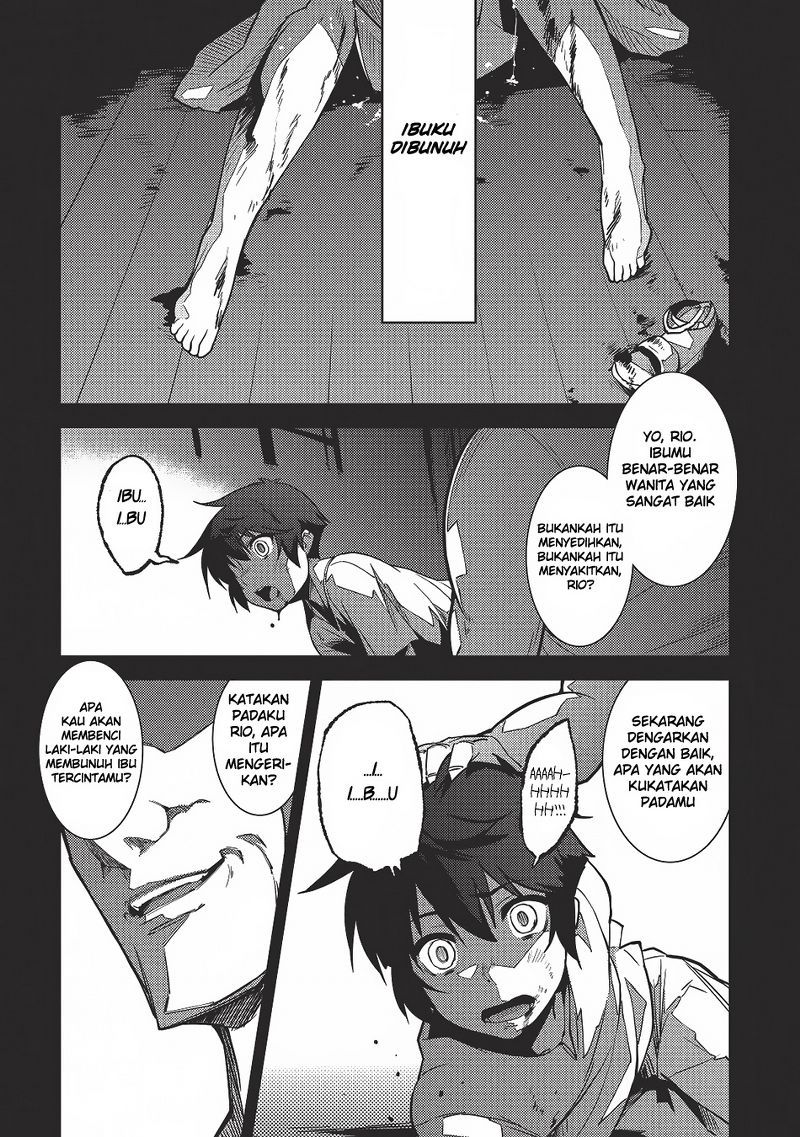 IBUKU
DIBUNUH
YO, RIO.
IBUMU
BENAR-BENAR
WANITA YANG
SANGAT BAIK
BUKANKAH ITU
MENYEDIHKAN,
BUKANKAH ITU
MENYAKITKAN,
RIO?
IBU...
I...BU
SEKARANG
DENGARKAN
DENGAN BAIK,
APA YANG AKAN
KUKATAKAN
PADAMU
AAAAH-
HHHHH
HH!!!
...I...
I...B......U
KATAKAN
PADAKU
RIO, APA
ITU
MENGERI-
KAN?
APA
KAU AKAN
MEMBENCI
LAKI-LAKI YANG
MEMBUNUH IBU
TERCINTAMU?